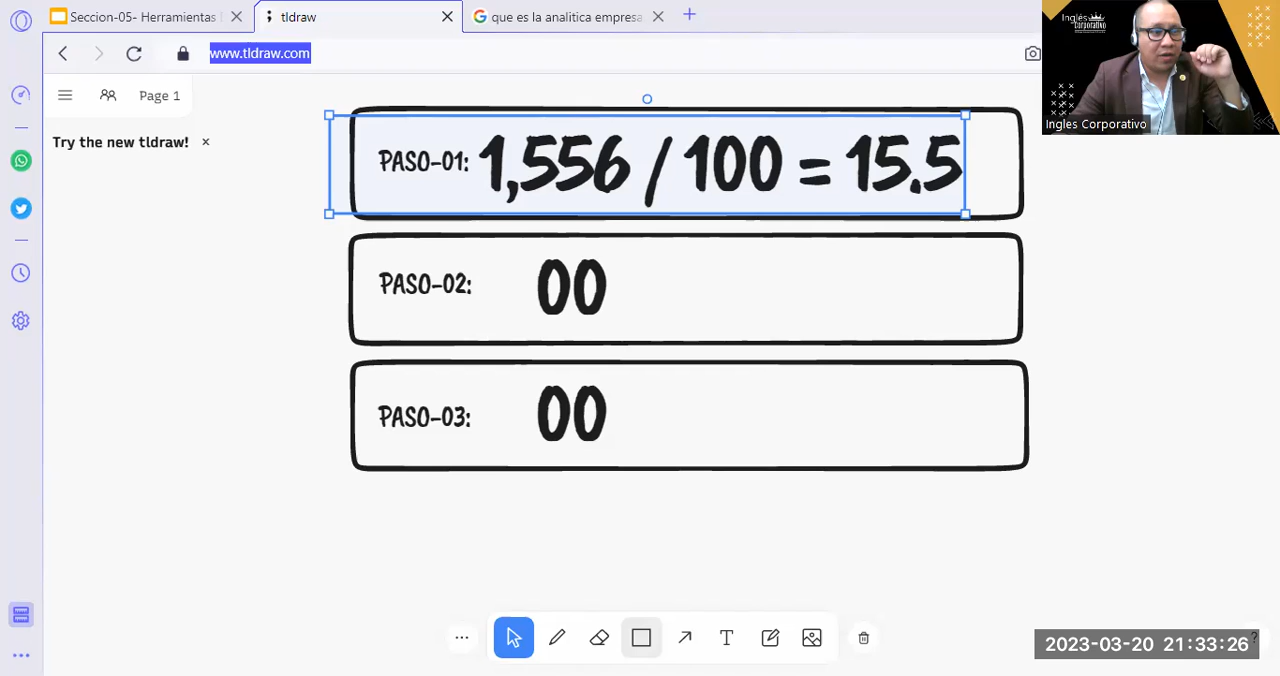 Seccion-05- Herramientas
tldraw
que es la analitica empresa
www.tldraw.com
Page 1
Try the new tldraw!
PASO-01: 1,556 / 100 = 15.5
PASO-02: 00
PASO-03: 00
Inglés
Corporativo
Ingles Corporativo
T
2023-03-20 21:33:26
?